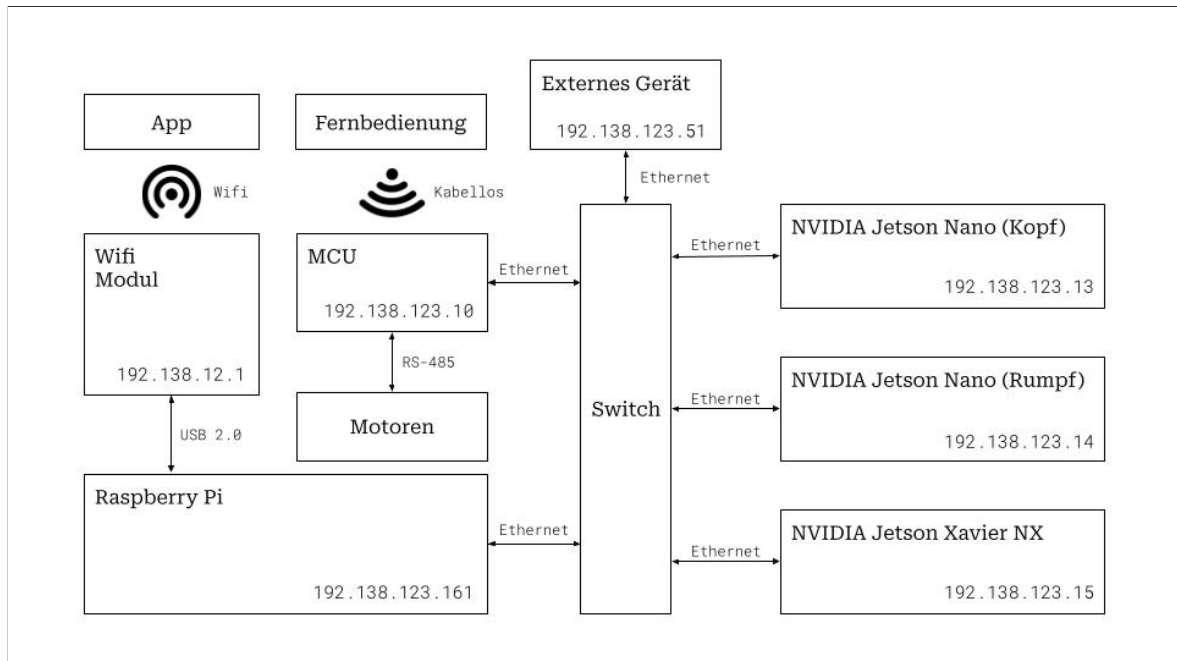 Externes Gerät
192.138.123.51
App
Fernbedienung
Wifi
Kabellos
Ethernet
Wifi
Modul
192.138.12.1
MCU
192.138.123.10
Ethernet
Ethernet
NVIDIA Jetson Nano (Kopf)
192.138.123.13
RS-485
USB 2.0
Motoren
Switch
Ethernet
NVIDIA Jetson Nano (Rumpf)
192.138.123.14
Raspberry Pi
192.138.123.161
Ethernet
Ethernet
NVIDIA Jetson Xavier NX
192.138.123.15